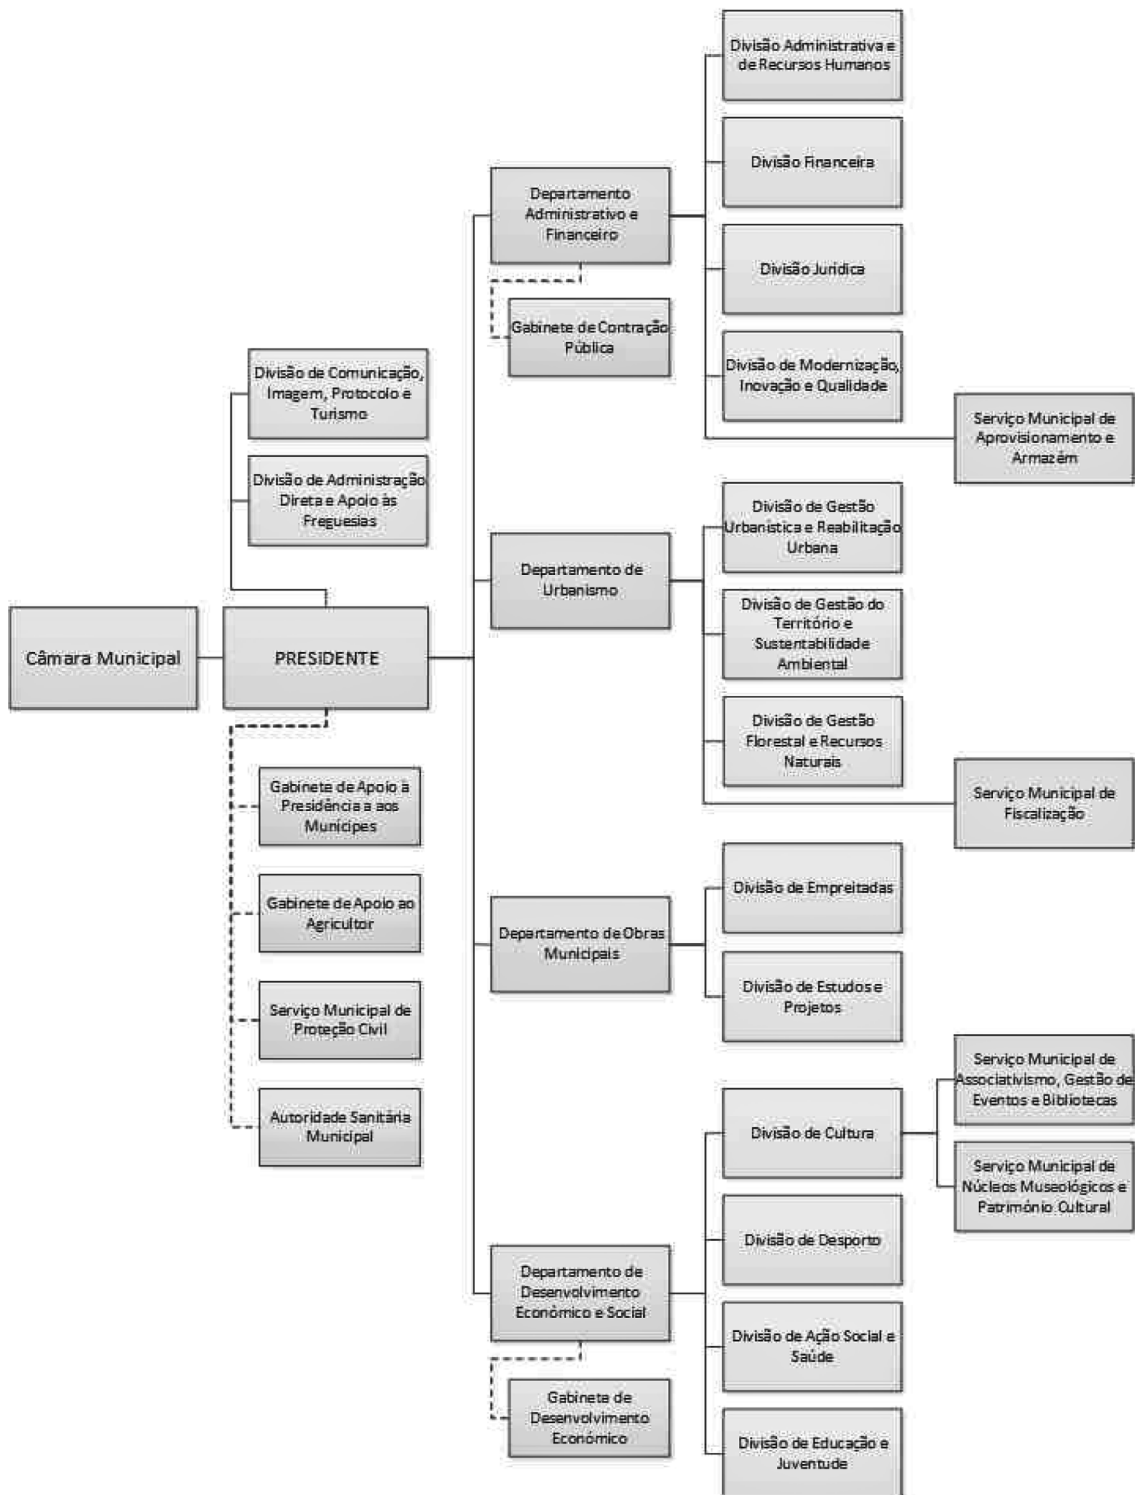 Divisão Administrativa e
de Recursos Humanos
Divisão Financeira
Departamento
Administrativo e
Financeiro
Divisão Jurídica
Gabinete de Contração
Pública
Divisão de Modernização,
Inovação e Qualidade
Serviço Municipal de
Aprovisionamento e
Armazém
Divisão de Comunicação,
Imagem, Protocolo e
Turismo
Divisão de Administração
Direta e Apoio às
Freguesias
Câmara Municipal
PRESIDENTE
Gabinete de Apoio à
Presidência a aos
Munícipes
Gabinete de Apoio ao
Agricultor
Serviço Municipal de
Proteção Civil
Autoridade Sanitária
Municipal
Departamento de
Urbanismo
Divisão de Gestão
Urbanística e Reabilitação
Urbana
Divisão de Gestão do
Território e
Sustentabilidade
Ambiental
Divisão de Gestão
Florestal e Recursos
Naturais
Serviço Municipal de
Fiscalização
Departamento de Obras
Municipais
Divisão de Empreitadas
Divisão de Estudos e
Projetos
Departamento de
Desenvolvimento
Económico e Social
Gabinete de
Desenvolvimento
Económico
Divisão de Cultura
Serviço Municipal de
Associativismo, Gestão de
Eventos e Bibliotecas
Serviço Municipal de
Núcleos Museológicos e
Património Cultural
Divisão de Desporto
Divisão de Ação Social e
Saúde
Divisão de Educação e
Juventude